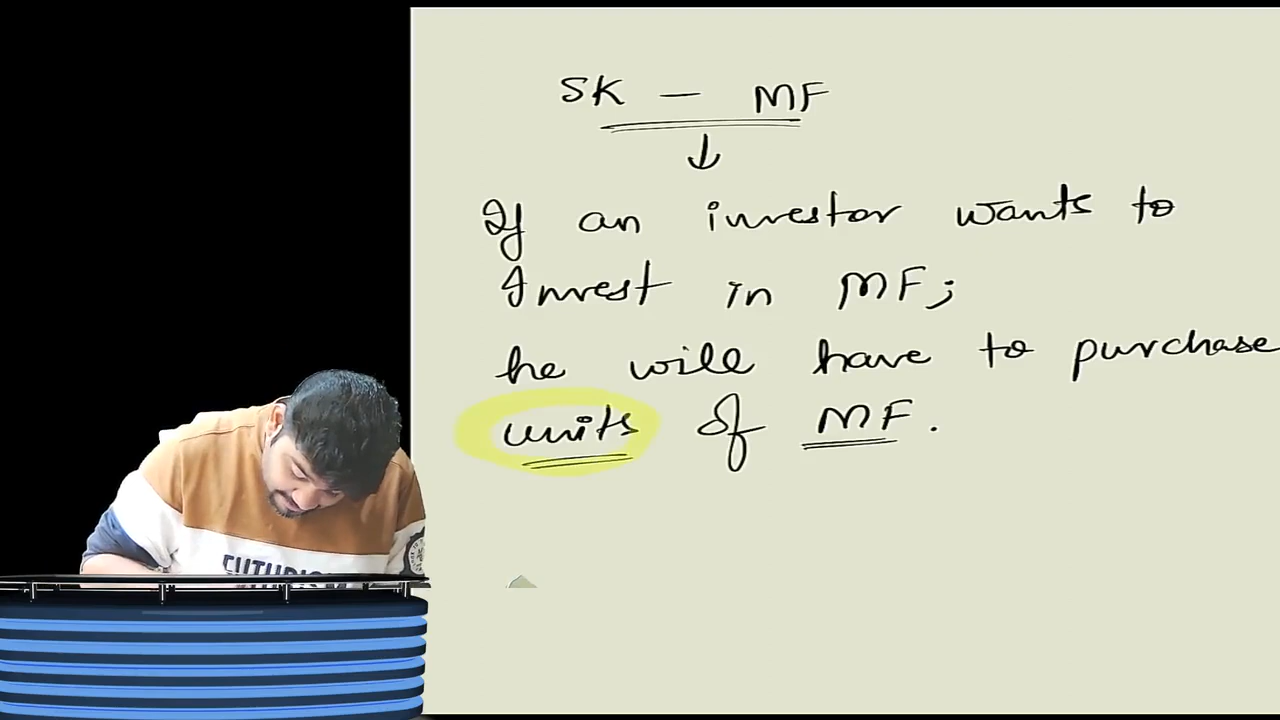 SK - MF
If an investor wants to
Invest in MF;
he will have to purchase
units of MF.